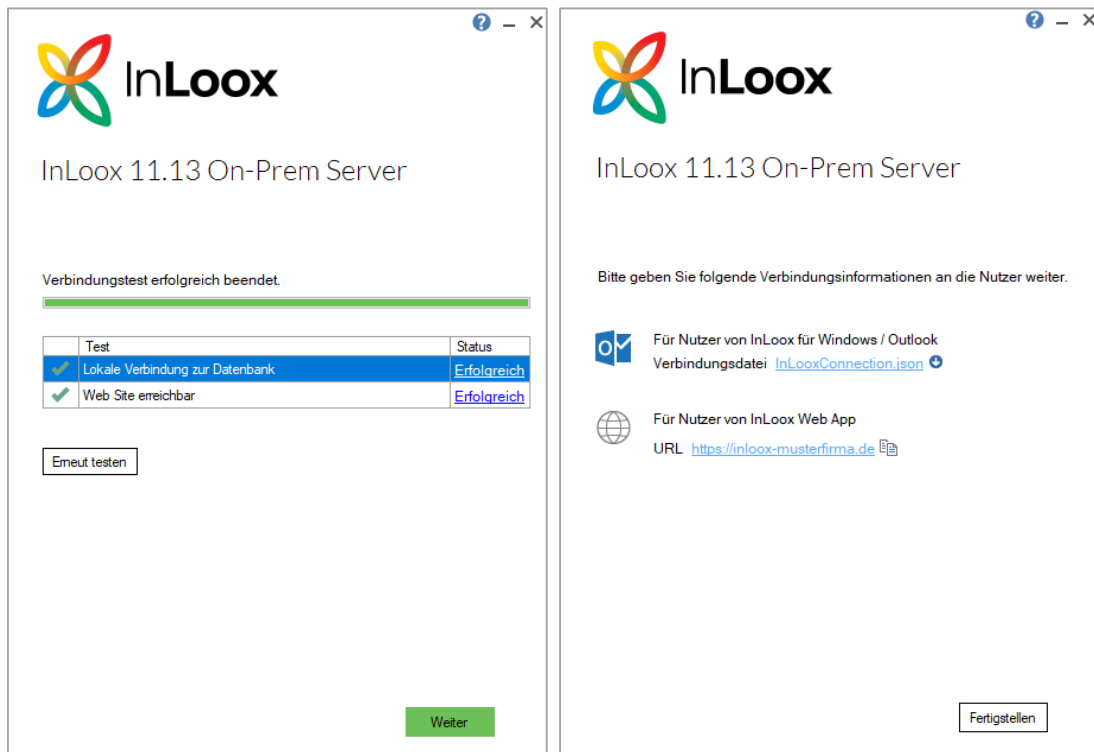 InLoox
InLoox 11.13 On-Prem Server
Verbindungstest erfolgreich beendet.
Test Status
Lokale Verbindung zur Datenbank Erfolgreich
Web Site erreichbar Erfolgreich
Erneut testen
Weiter
InLoox
InLoox 11.13 On-Prem Server
Bitte geben Sie folgende Verbindungsinformationen an die Nutzer weiter.
Für Nutzer von InLoox für Windows / Outlook
Verbindungsdatei InLooxConnection.json
Für Nutzer von InLoox Web App
URL https://inloox-musterfirma.de
Fertigstellen